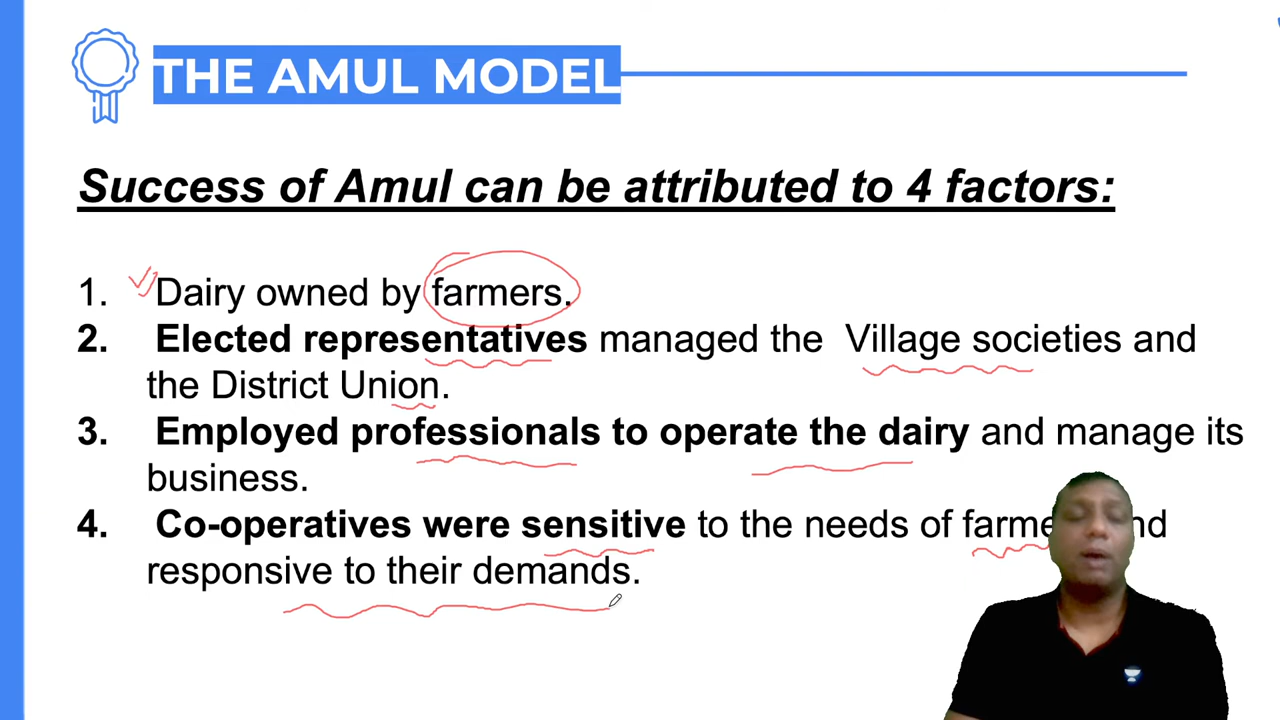 THE AMUL MODEL
Success of Amul can be attributed to 4 factors:
1. Dairy owned by farmers.
2. Elected representatives managed the Village societies and
the District Union.
3. Employed professionals to operate the dairy and manage its
business.
4. Co-operatives were sensitive to the needs of
responsive to their demands.